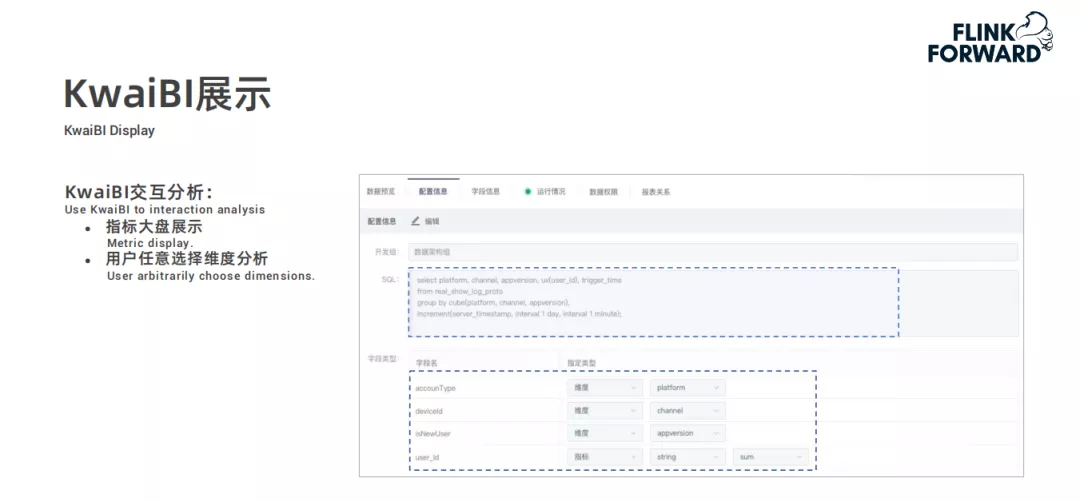 FLINK
FORWARD
KwaiBI展示
KwaiBI Display
KwaiBI交互分析：
Use KwaiBI to interaction analysis
• 指标大盘展示
Metric display.
• 用户任意选择维度分析
User arbitrarily choose dimensions.
数据预览 配置信息 字段信息 运行情况 数据权限 报表关系
配置信息 编辑
开发组： 数据架构组
SQL： select platform, channel, appversion, uv(user_id), trigger_time
from real_show_log_proto
group by cube(platform, channel, appversion),
increment(server_timestamp, interval 1 day, interval 1 minute);
字段类型： 字段名 指定类型
accounType 维度 platform
deviceId 维度 channel
isNewUser 维度 appversion
user_id 指标 string sum